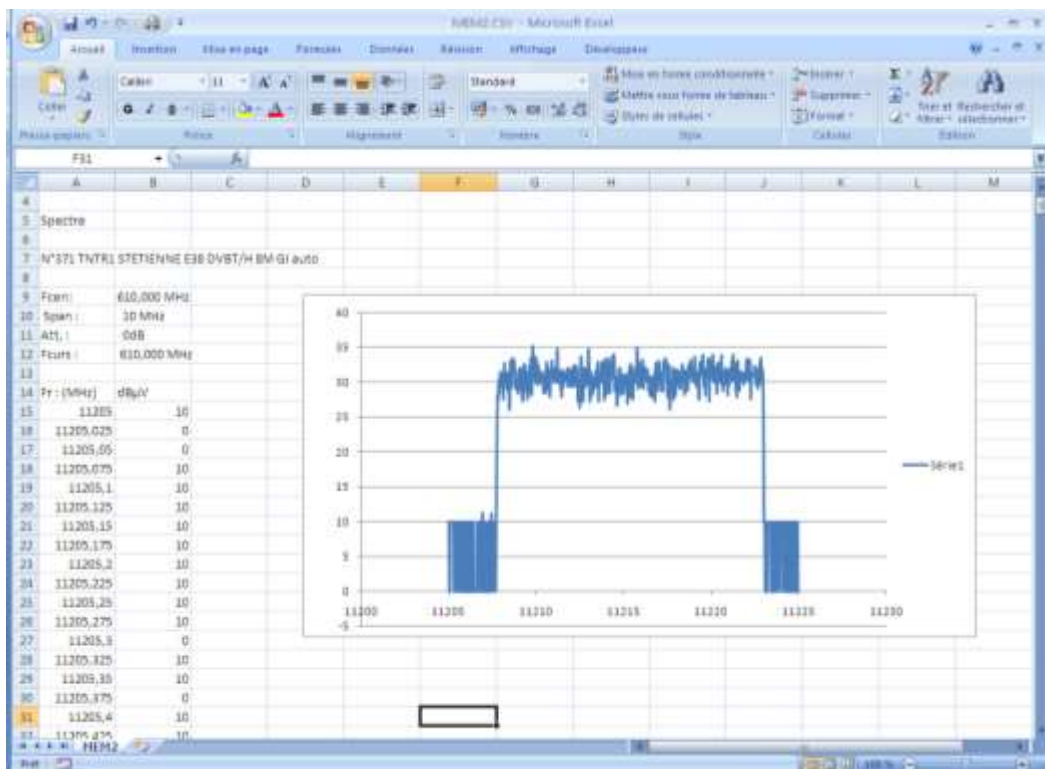 MEM2.CSV - Microsoft Excel
Accueil Insertion Mise en page Formules Données Révision Affichage Développeur
Calibri 11 A A Standard Mise en forme conditionnelle Insérer
Coller G Mettre sous forme de tableau Supprimer Trier et Rechercher et
% 000 Styles de cellules Format filtrer sélectionner
Presse-papiers Police Alignement Nombre Style Cellules Édition
F31 fx
A B C D E F G H I J K L M
4
5 Spectre
6
7 N°371 TNTR1 STETIENNE E38 DVBT/H 8M GI auto
8
9 Fcen: 610,000 MHz
10 Span : 10 MHz
11 Att. : 0dB
12 Fcurs : 610,000 MHz
13
14 Fr : (MHz) dBµV
15 11205 10
16 11205,025 0
17 11205,05 0
18 11205,075 10
19 11205,1 10
20 11205,125 10
21 11205,15 10
22 11205,175 10
23 11205,2 10
24 11205,225 10
25 11205,25 10
26 11205,275 10
27 11205,3 0
28 11205,325 10
29 11205,35 10
30 11205,375 0
31 11205,4 10
32 11205,425 10
40
35
30
25
20
15
10
5
0
-5
11200 11205 11210 11215 11220 11225 11230
Série1
MEM2
Prêt 100 %